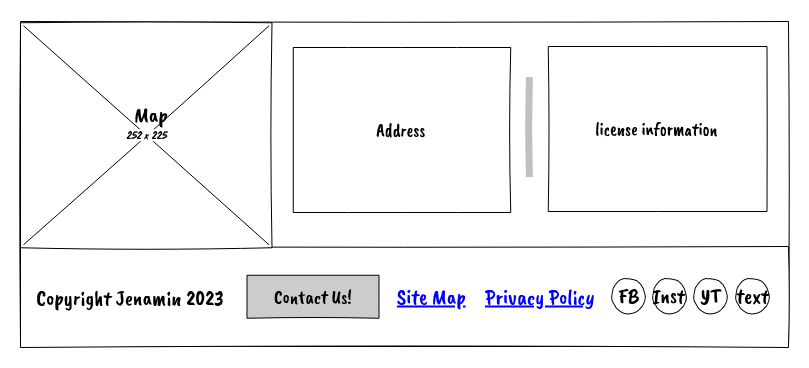 Map
252 x 225
Address
license information
Copyright Jenamin 2023
Contact Us!
Site Map
Privacy Policy
FB
Inst
YT
text